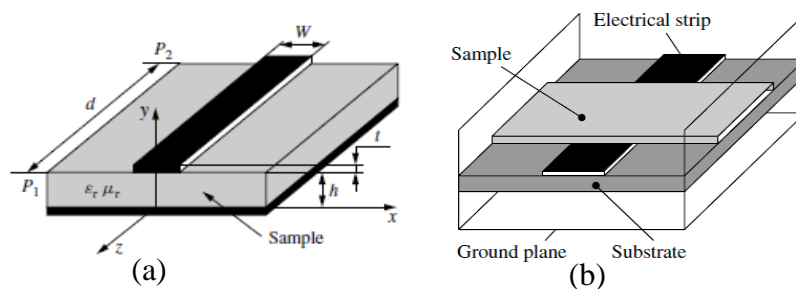 W
P2
d
y
t
P1
εr μr
h
x
z
Sample
(a)
Electrical strip
Sample
Ground plane
Substrate
(b)